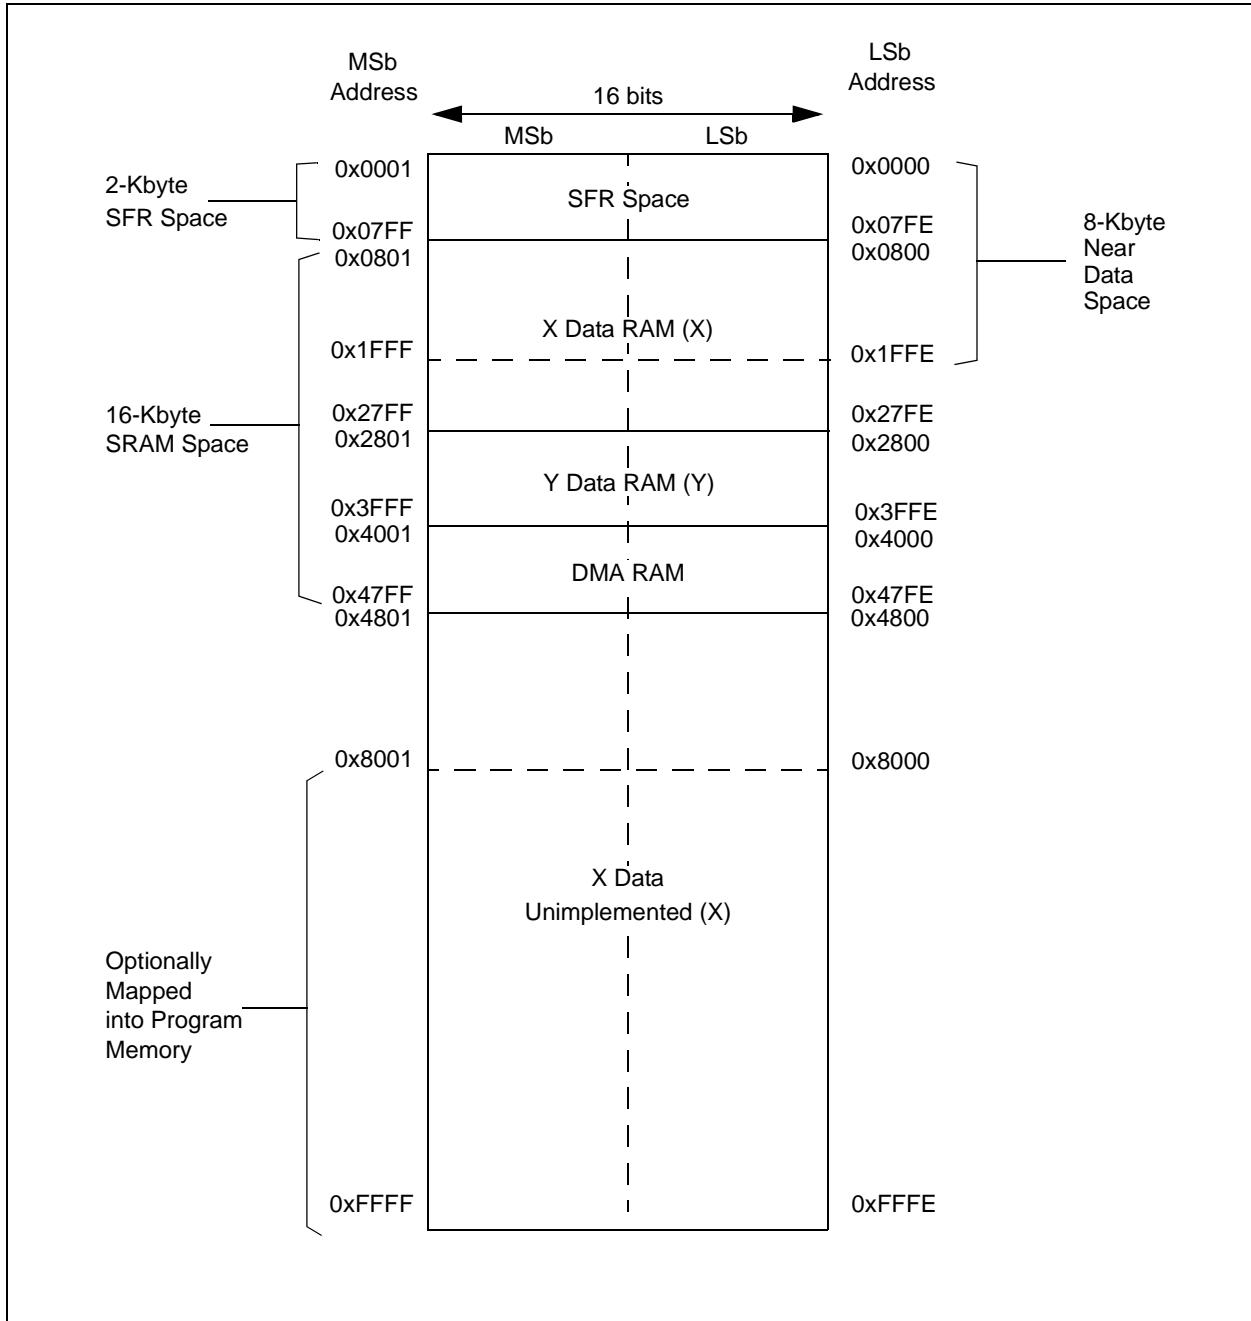 MSb
Address
LSb
Address
16 bits
MSb
LSb
2-Kbyte
SFR Space
0x0001
SFR Space
0x0000
0x07FF
0x07FE
0x0801
0x0800
8-Kbyte
Near
Data
Space
X Data RAM (X)
0x1FFF
0x1FFE
16-Kbyte
SRAM Space
0x27FF
0x27FE
0x2801
0x2800
Y Data RAM (Y)
0x3FFF
0x3FFE
0x4001
0x4000
DMA RAM
0x47FF
0x47FE
0x4801
0x4800
0x8001
0x8000
X Data
Unimplemented (X)
Optionally
Mapped
into Program
Memory
0xFFFF
0xFFFE